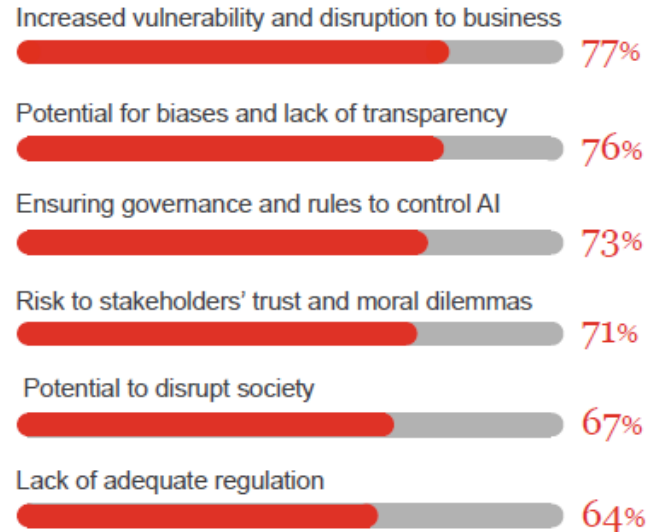 Increased vulnerability and disruption to business
77%
Potential for biases and lack of transparency
76%
Ensuring governance and rules to control AI
73%
Risk to stakeholders’ trust and moral dilemmas
71%
Potential to disrupt society
67%
Lack of adequate regulation
64%